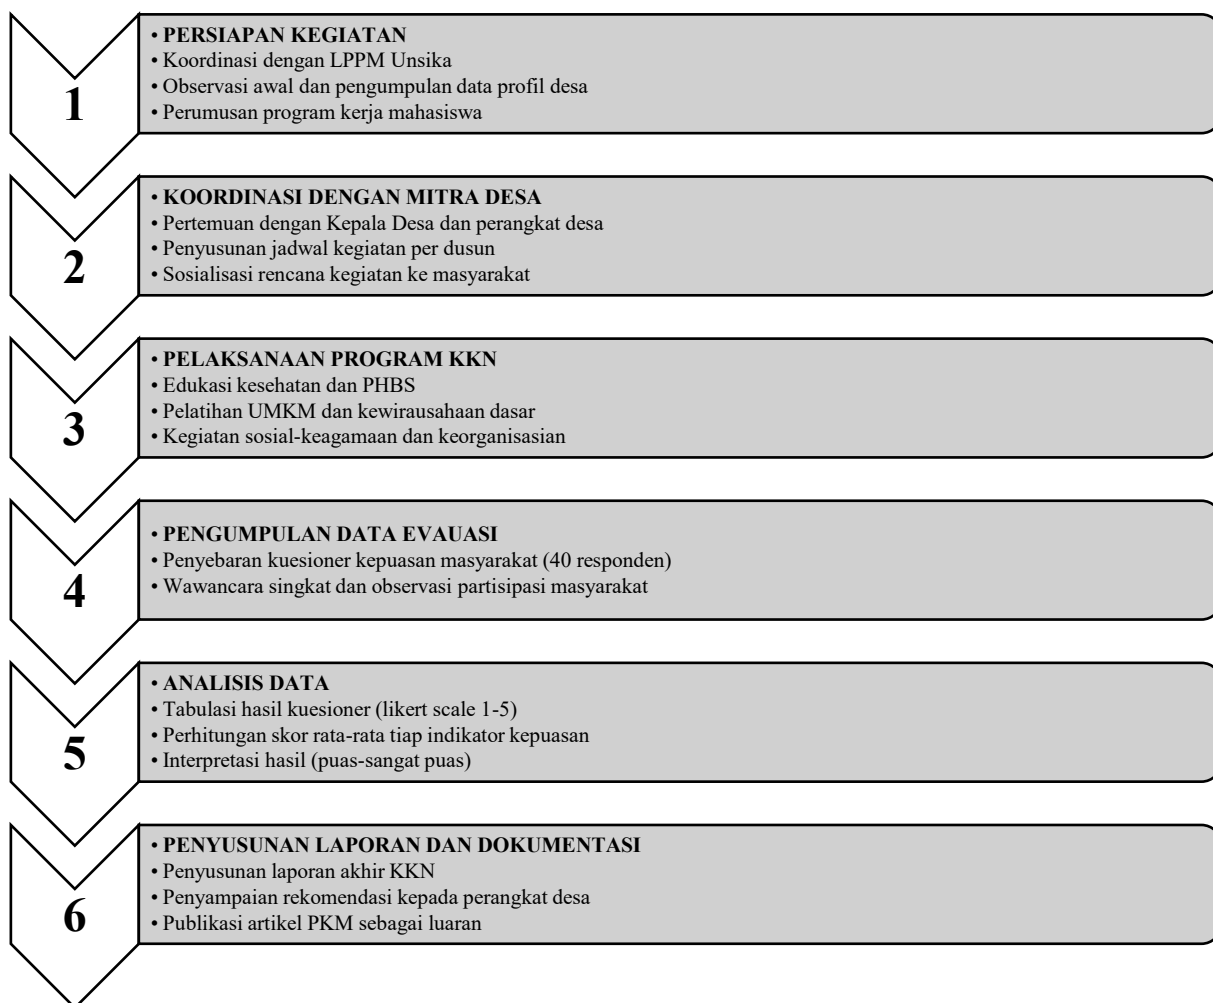 1
• PERSIAPAN KEGIATAN
• Koordinasi dengan LPPM Unsika
• Observasi awal dan pengumpulan data profil desa
• Perumusan program kerja mahasiswa
2
• KOORDINASI DENGAN MITRA DESA
• Pertemuan dengan Kepala Desa dan perangkat desa
• Penyusunan jadwal kegiatan per dusun
• Sosialisasi rencana kegiatan ke masyarakat
3
• PELAKSANAAN PROGRAM KKN
• Edukasi kesehatan dan PHBS
• Pelatihan UMKM dan kewirausahaan dasar
• Kegiatan sosial-keagamaan dan keorganisasian
4
• PENGUMPULAN DATA EVAUASI
• Penyebaran kuesioner kepuasan masyarakat (40 responden)
• Wawancara singkat dan observasi partisipasi masyarakat
5
• ANALISIS DATA
• Tabulasi hasil kuesioner (likert scale 1-5)
• Perhitungan skor rata-rata tiap indikator kepuasan
• Interpretasi hasil (puas-sangat puas)
6
• PENYUSUNAN LAPORAN DAN DOKUMENTASI
• Penyusunan laporan akhir KKN
• Penyampaian rekomendasi kepada perangkat desa
• Publikasi artikel PKM sebagai luaran